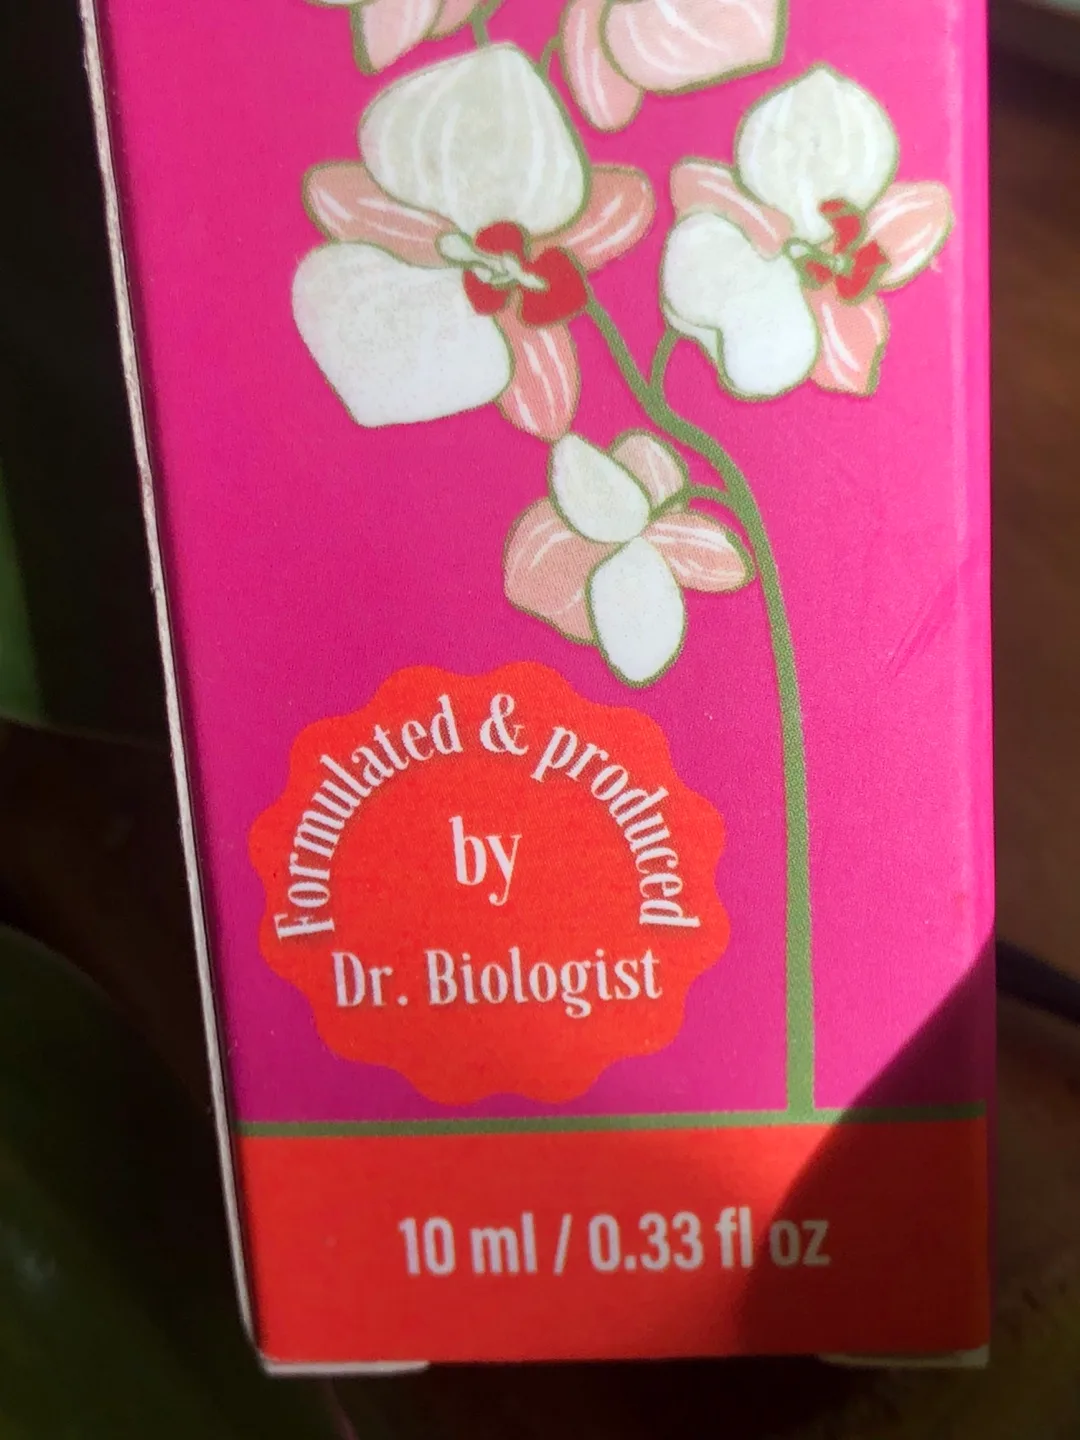 Formulated & produced
by
Dr. Biologist
10 ml / 0.33 fl oz